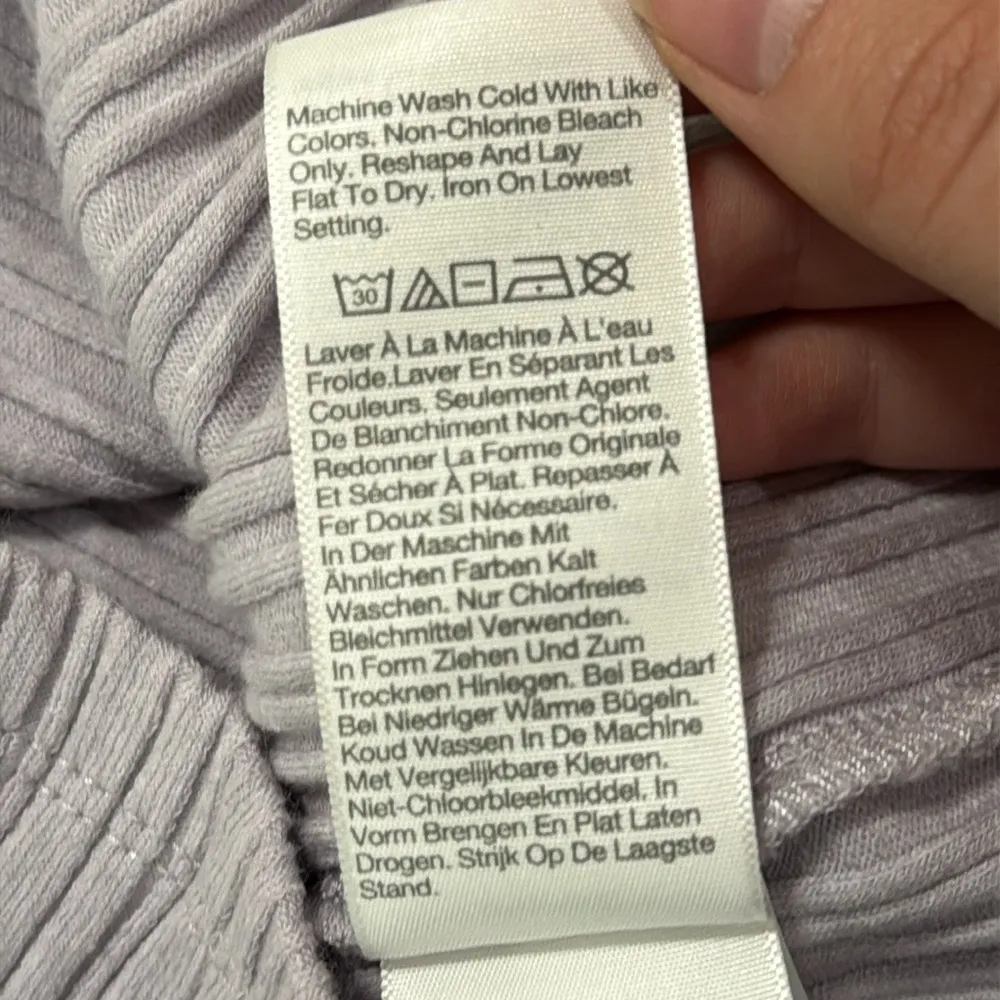 Machine Wash Cold With Like
Colors. Non-Chlorine Bleach
Only. Reshape And Lay
Flat To Dry. Iron On Lowest
Setting.
30
Laver À La Machine À L'eau
Froide.Laver En Séparant Les
Couleurs. Seulement Agent
De Blanchiment Non-Chlore.
Redonner La Forme Originale
Et Sécher À Plat. Repasser À
Fer Doux Si Nécessaire.
In Der Maschine Mit
Ähnlichen Farben Kalt
Waschen. Nur Chlorfreies
Bleichmittel Verwenden.
In Form Ziehen Und Zum
Trocknen Hinlegen. Bei Bedarf
Bei Niedriger Wärme Bügeln.
Koud Wassen In De Machine
Met Vergelijkbare Kleuren.
Niet-Chloorbleekmiddel. In
Vorm Brengen En Plat Laten
Drogen. Strijk Op De Laagste
Stand.